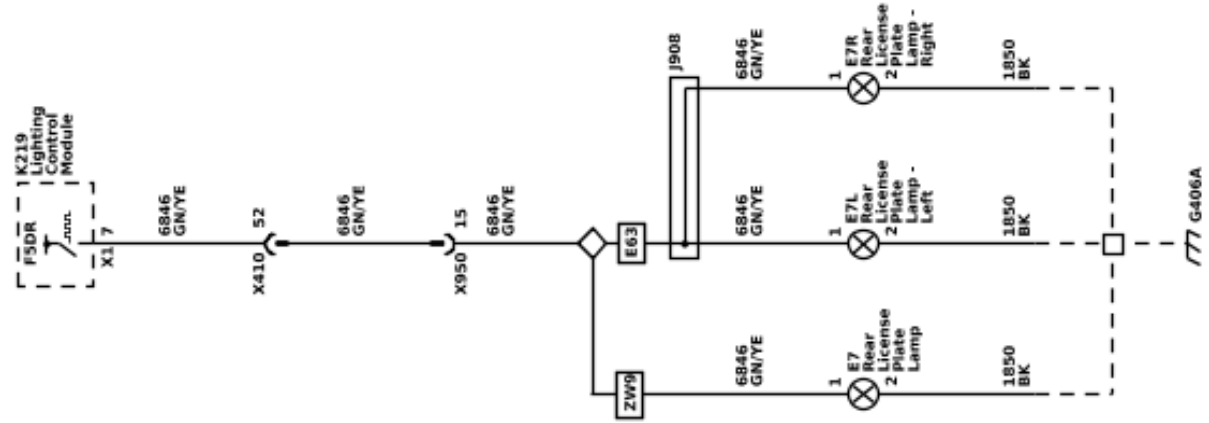 K219
Lighting
Control
Module
F5DR
X1 7
6846
GN/YE
X410 52
6846
GN/YE
X950 15
6846
GN/YE
ZW9
E63
J908
6846
GN/YE
6846
GN/YE
6846
GN/YE
1
E7
Rear
License
Plate
Lamp
2
1
E7L
Rear
License
Plate
Lamp -
Left
2
1
E7R
Rear
License
Plate
Lamp -
Right
2
1850
BK
1850
BK
1850
BK
G406A